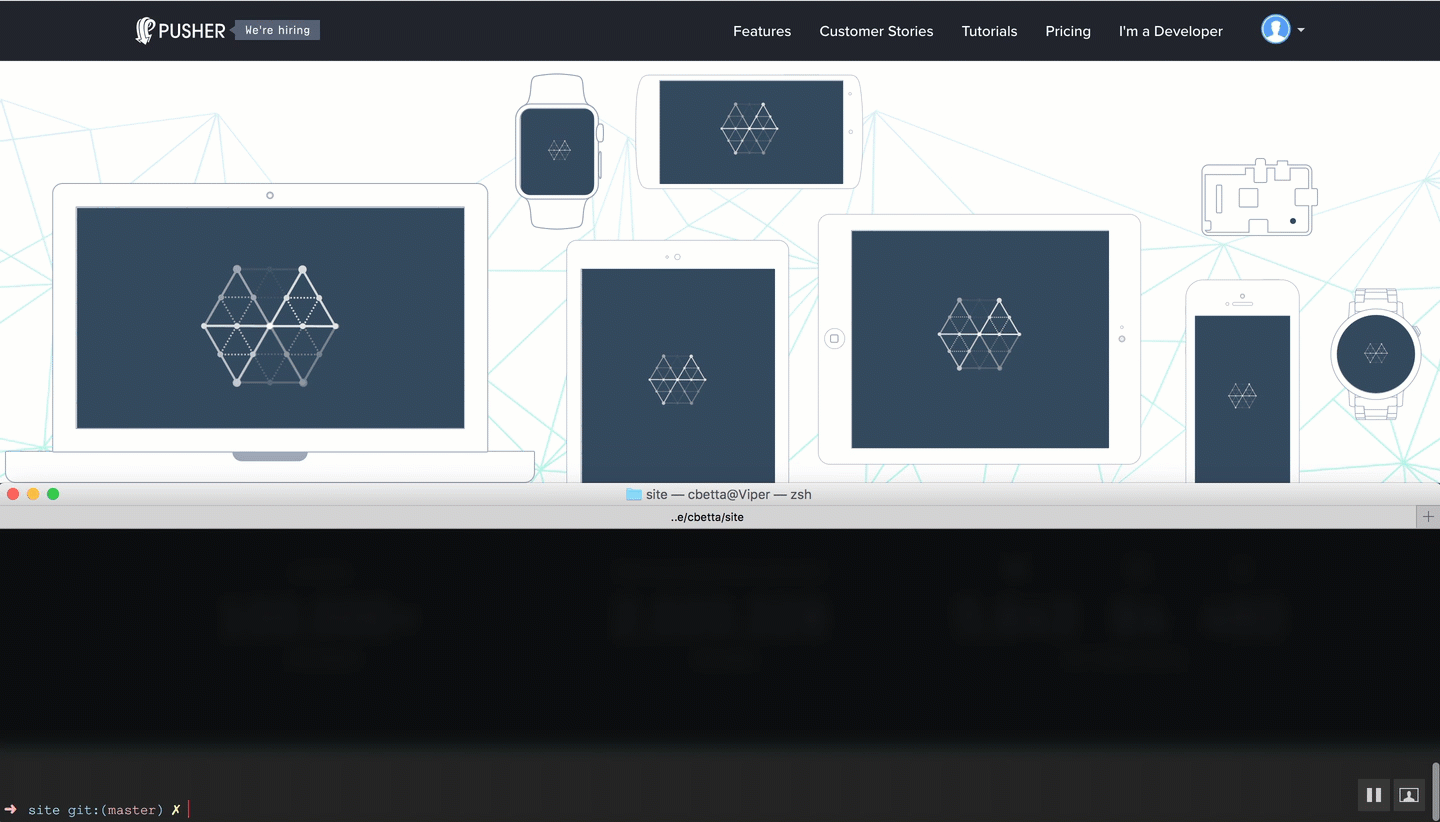 PUSHER We're hiring Features Customer Stories Tutorials Pricing I'm a Developer
site — cbetta@Viper — zsh
..e/cbetta/site
➜ site git:(master) ✗